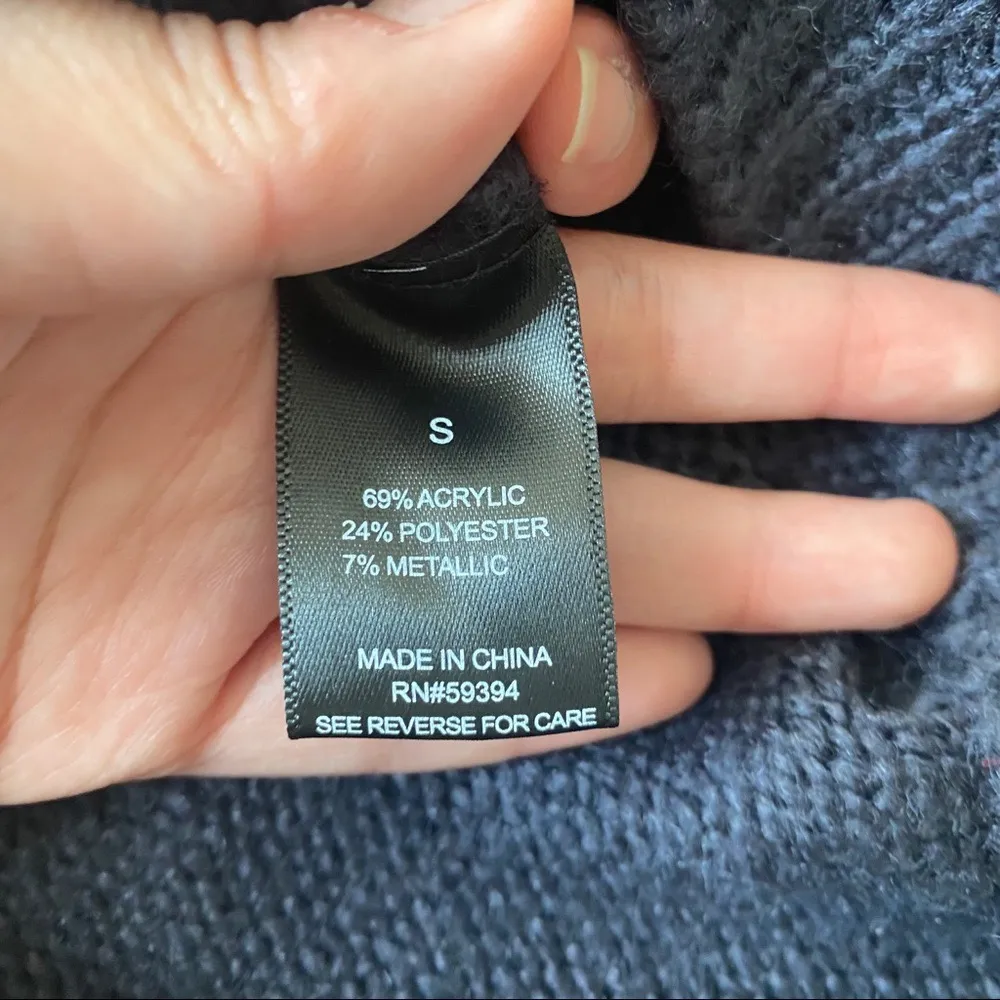 S
69% ACRYLIC
24% POLYESTER
7% METALLIC
MADE IN CHINA
RN#59394
SEE REVERSE FOR CARE